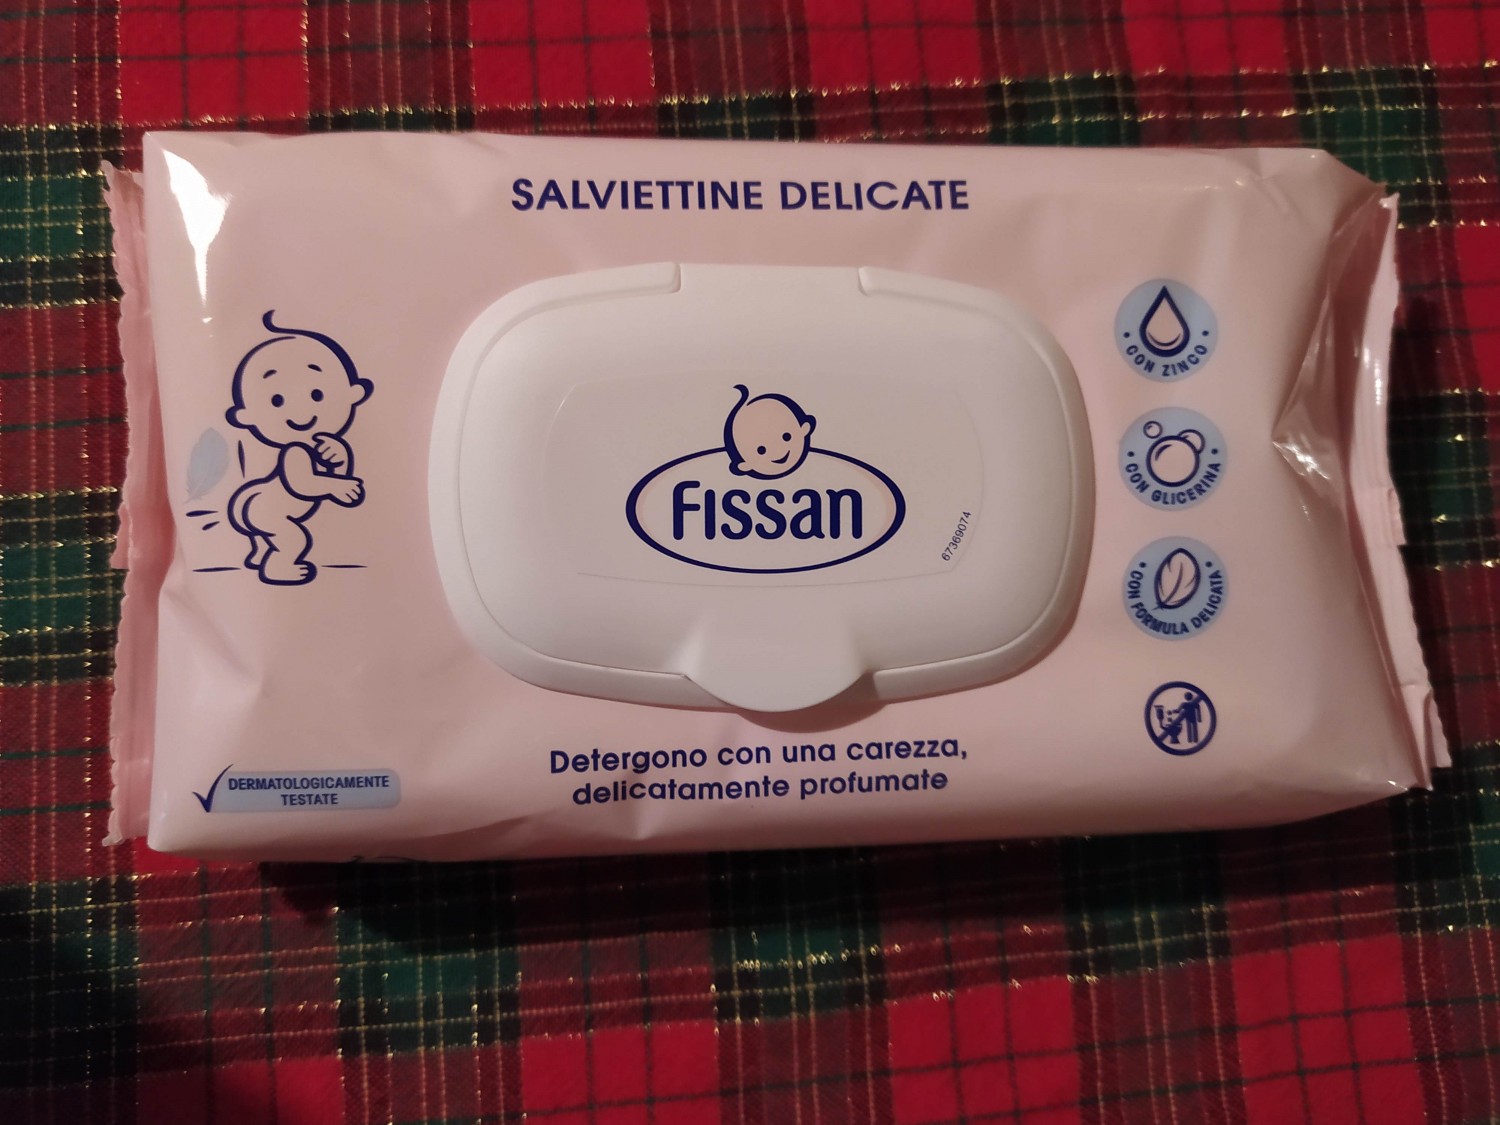 SALVIETTINE DELICATE
Fissan
67369074
• CON ZINCO •
• CON GLICERINA •
• CON FORMULA DELICATA •
Detergono con una carezza,
delicatamente profumate
DERMATOLOGICAMENTE
TESTATE